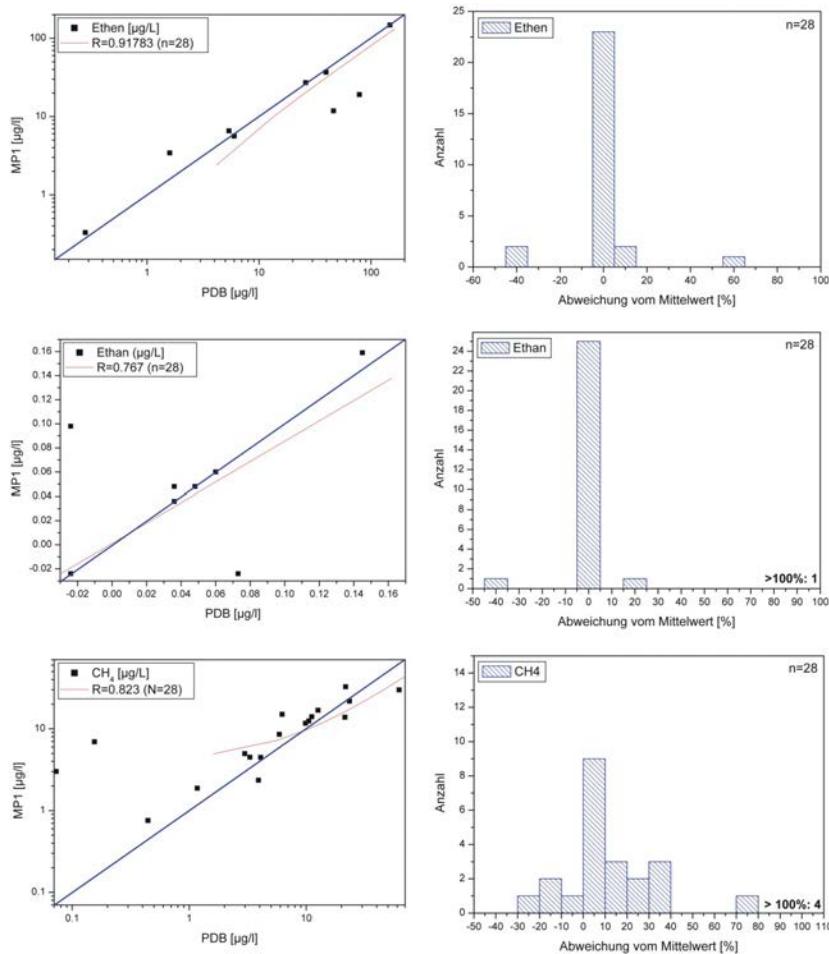 Ethen [µg/L]
R=0.91783 (n=28)
100
10
1
MP1 [µg/l]
1 10 100
PDB [µg/l]
Ethen
n=28
25
20
15
10
5
0
Anzahl
-60 -40 -20 0 20 40 60 80 100
Abweichung vom Mittelwert [%]
Ethan (µg/L]
R=0.767 (n=28)
0.16
0.14
0.12
0.10
0.08
0.06
0.04
0.02
0.00
-0.02
MP1 [µg/l]
0.00 0.02 0.04 0.06 0.08 0.10 0.12 0.14 0.16
PDB [µg/l]
Ethan
n=28
24
22
20
18
16
14
12
10
8
6
4
2
0
Anzahl
>100%: 1
-50 -40 -30 -20 -10 0 10 20 30 40 50 60 70 80 90 100
Abweichung vom Mittelwert [%]
CH₄ [µg/L]
R=0.823 (N=28)
10
1
0.1
MP1 [µg/l]
0.1 1 10
PDB [µg/l]
CH4
n=28
14
12
10
8
6
4
2
0
Anzahl
> 100%: 4
-50 -40 -30 -20 -10 0 10 20 30 40 50 60 70 80 90 100 110
Abweichung vom Mittelwert [%]